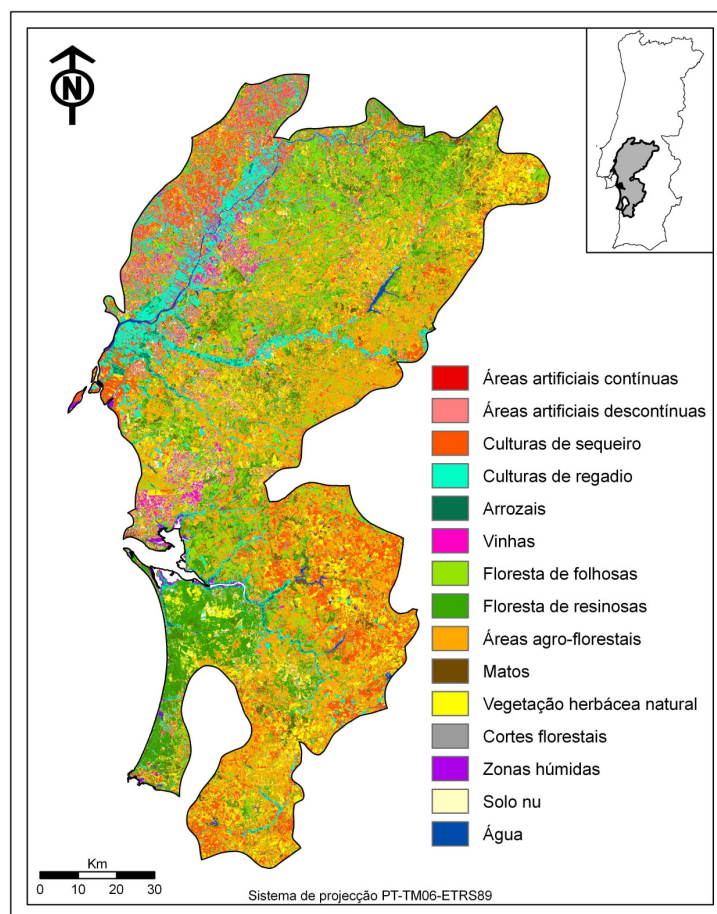 N
Áreas artificiais contínuas
Áreas artificiais descontínuas
Culturas de sequeiro
Culturas de regadio
Arrozais
Vinhas
Floresta de folhosas
Floresta de resinosas
Áreas agro-florestais
Matos
Vegetação herbácea natural
Cortes florestais
Zonas húmidas
Solo nu
Água
Km
0 10 20 30
Sistema de projecção PT-TM06-ETRS89